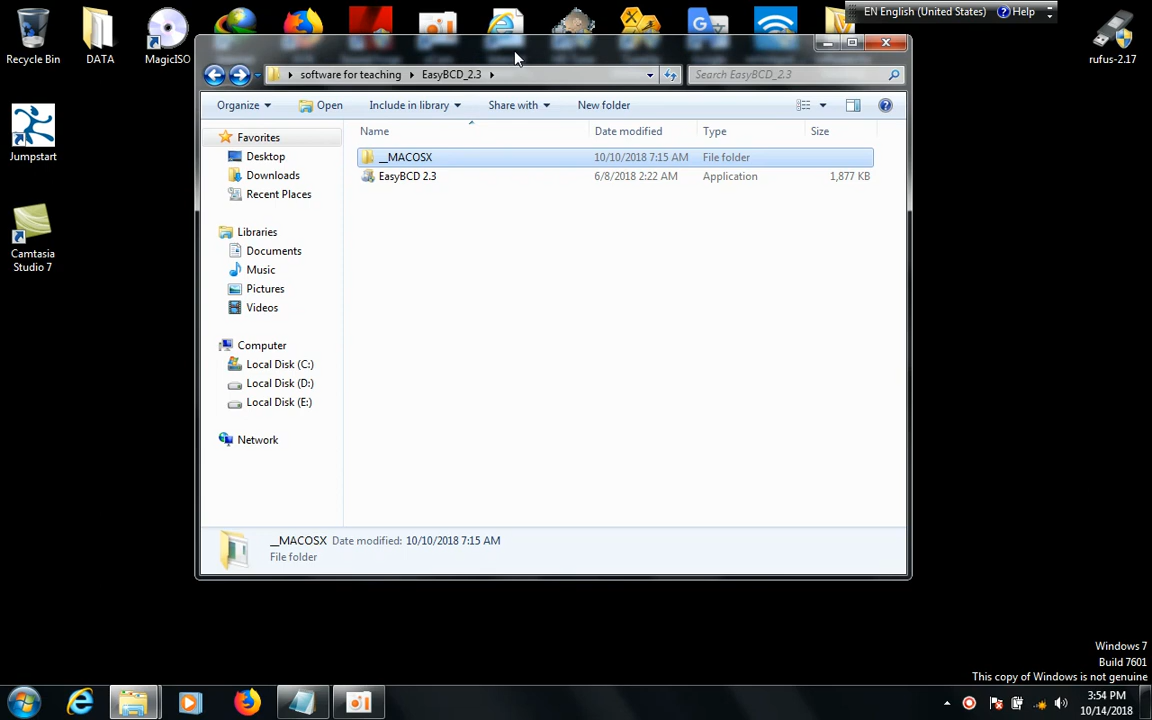 EN English (United States) Help
Recycle Bin
DATA
MagicISO
rufus-2.17
Jumpstart
Camtasia
Studio 7
software for teaching EasyBCD_2.3
Search EasyBCD_2.3
Organize Open Include in library Share with New folder
Name Date modified Type Size
Favorites
Desktop
Downloads
Recent Places
Libraries
Documents
Music
Pictures
Videos
Computer
Local Disk (C:)
Local Disk (D:)
Local Disk (E:)
Network
__MACOSX 10/10/2018 7:15 AM File folder
EasyBCD 2.3 6/8/2018 2:22 AM Application 1,877 KB
__MACOSX Date modified: 10/10/2018 7:15 AM
File folder
Windows 7
Build 7601
This copy of Windows is not genuine
3:54 PM
10/14/2018